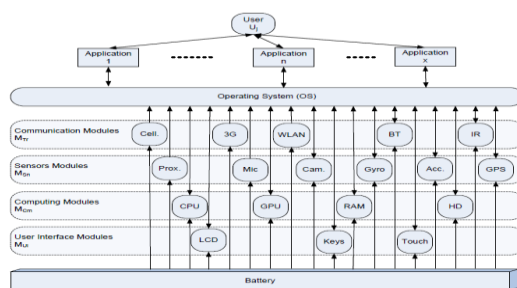 User
Uj
Application
1
Application
n
Application
x
Operating System (OS)
Communication Modules
MTr
Cell.
3G
WLAN
BT
IR
Sensors Modules
MSn
Prox.
Mic
Cam.
Gyro
Acc.
GPS
Computing Modules
MCm
CPU
GPU
RAM
HD
User Interface Modules
MUI
LCD
Keys
Touch
Battery